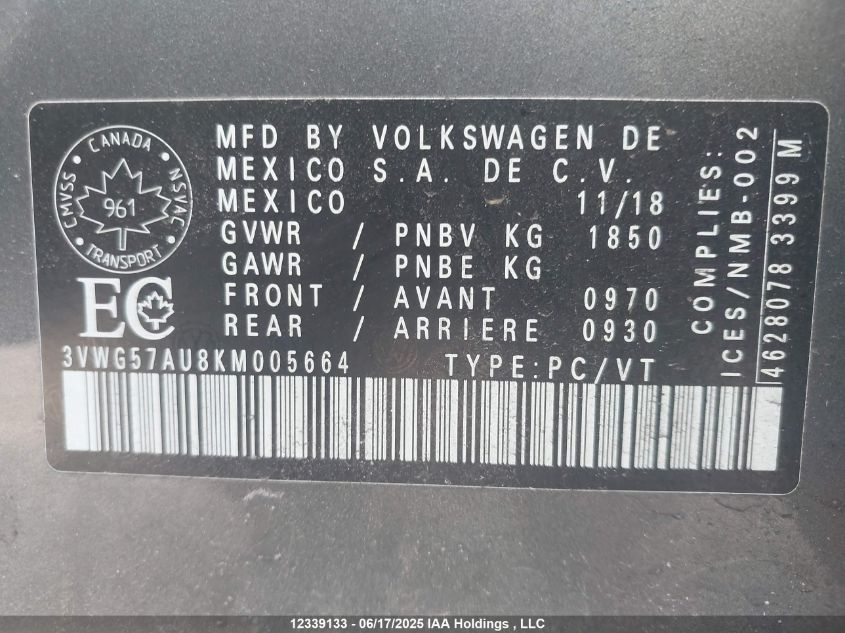 MFD BY VOLKSWAGEN DE
MEXICO S.A. DE C.V.
MEXICO 11/18
GVWR / PNBV KG 1850
GAWR / PNBE KG
FRONT / AVANT 0970
REAR / ARRIERE 0930
3VWG57AU8KM005664 TYPE:PC/VT
CANADA
CMVSS
NSVAC
961
TRANSPORT
EC
COMPLIES:
ICES/NMB-002
4628078 3399 M
12339133 - 06/17/2025 IAA Holdings , LLC